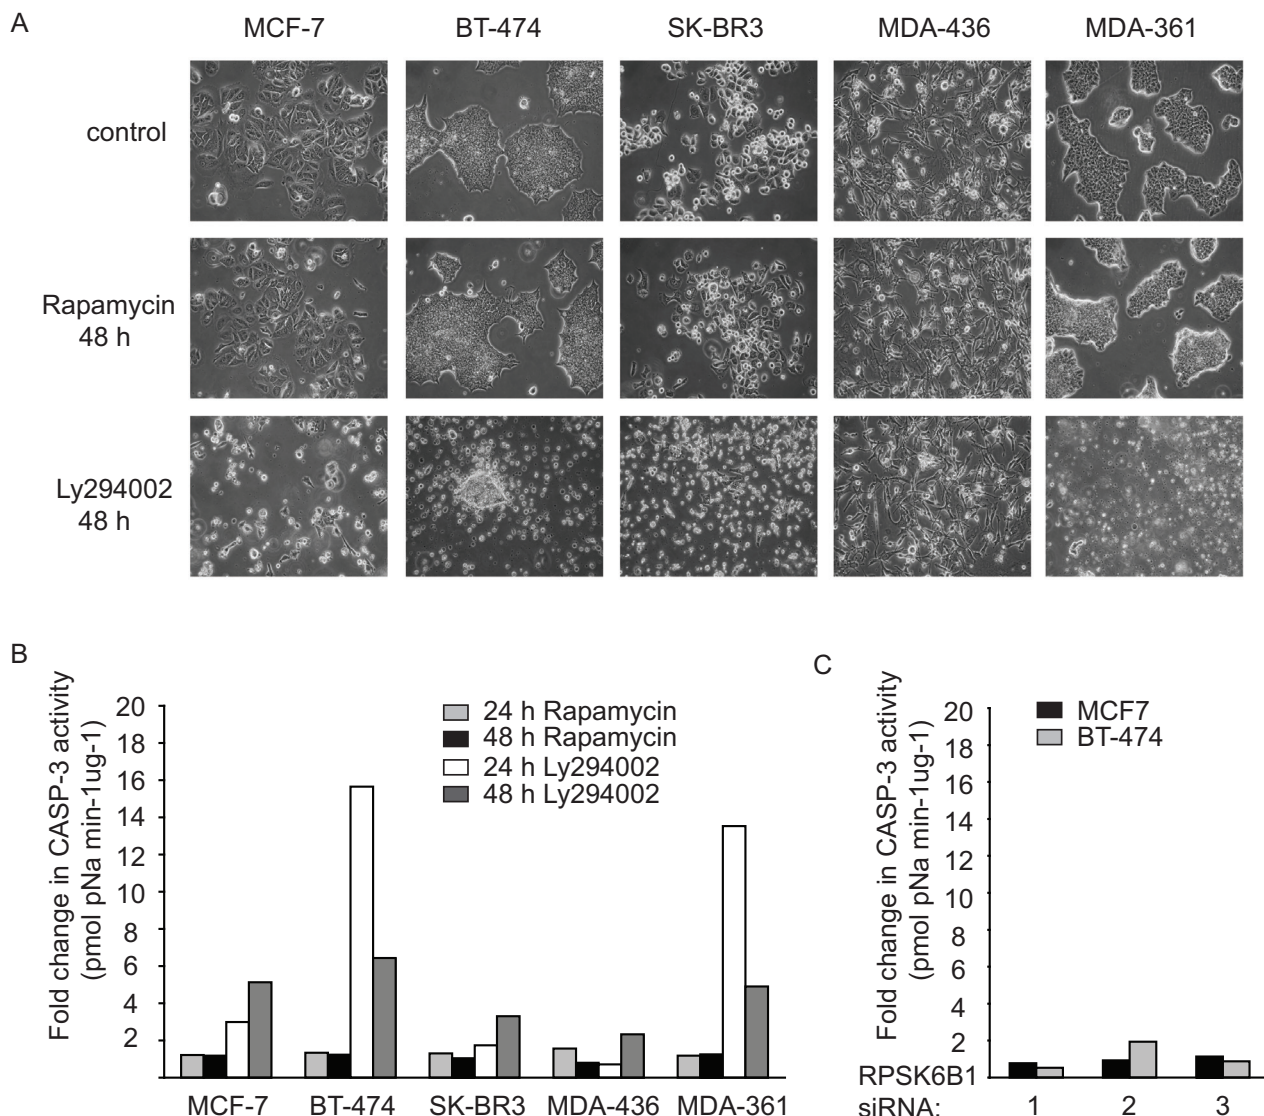 A
MCF-7 BT-474 SK-BR3 MDA-436 MDA-361
control
Rapamycin
48 h
Ly294002
48 h
B
Fold change in CASP-3 activity
(pmol pNa min-1ug-1)
20
18
16
14
12
10
8
6
4
2
24 h Rapamycin
48 h Rapamycin
24 h Ly294002
48 h Ly294002
MCF-7 BT-474 SK-BR3 MDA-436 MDA-361
C
Fold change in CASP-3 activity
(pmol pNa min-1ug-1)
20
18
16
14
12
10
8
6
4
2
MCF7
BT-474
RPSK6B1
siRNA: 1 2 3